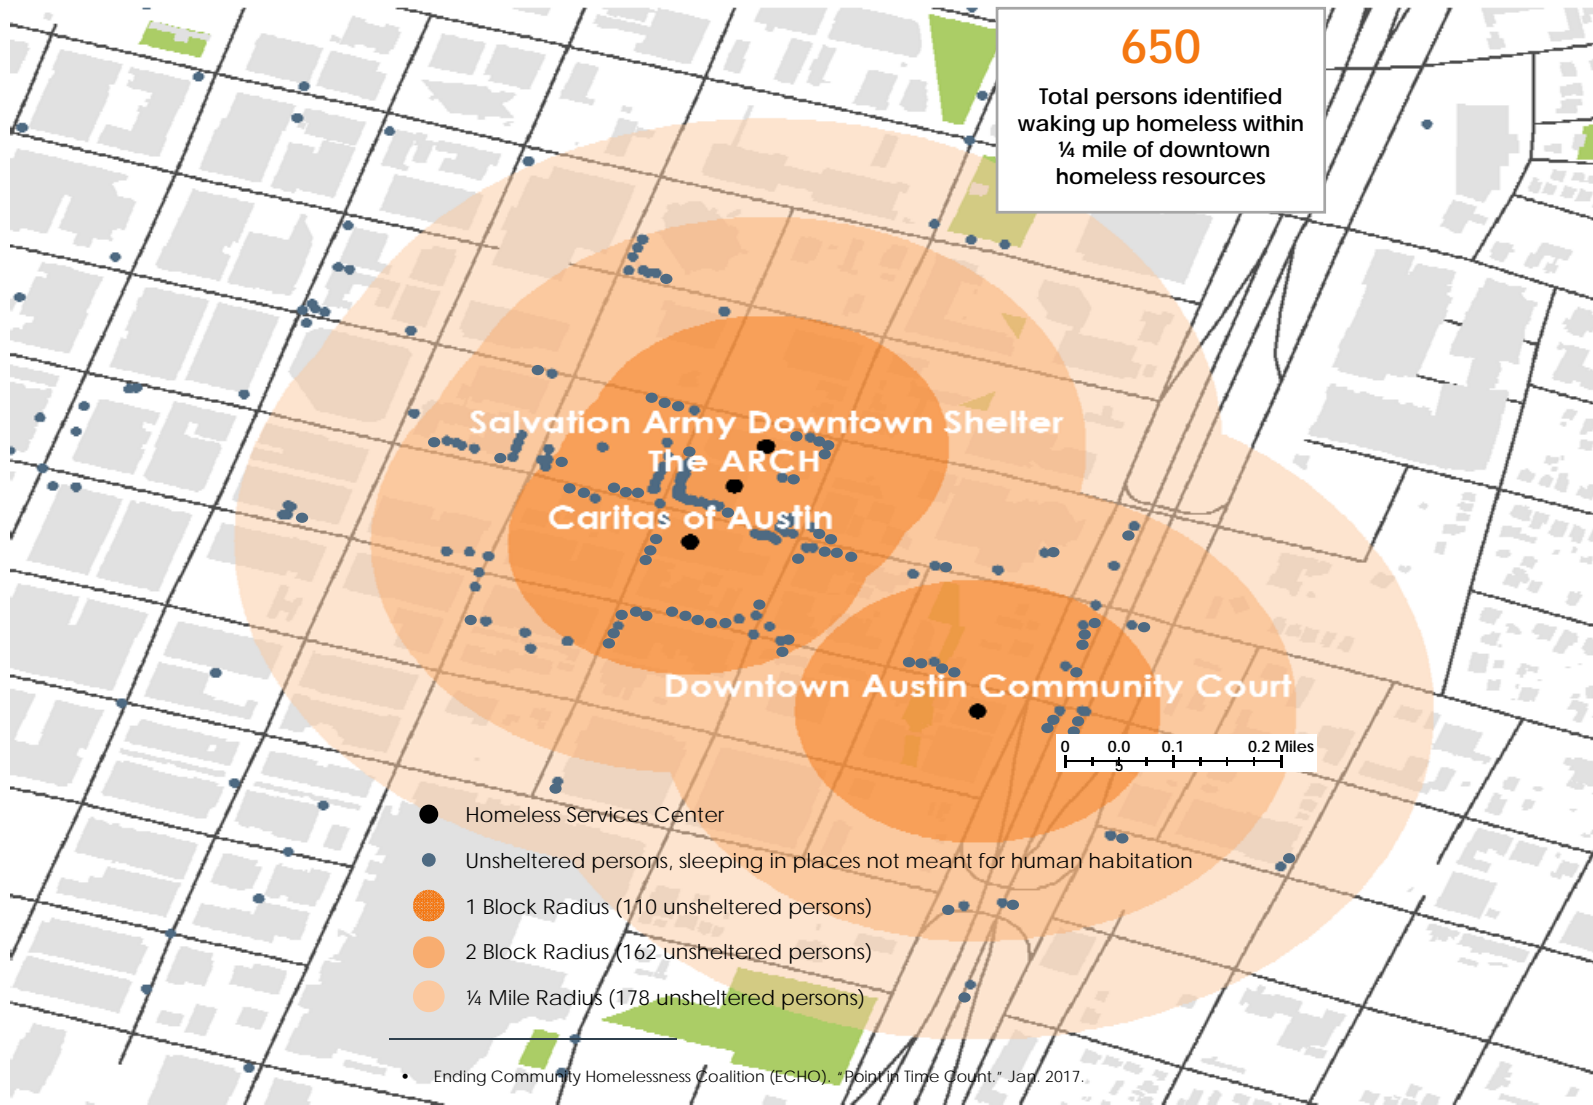 650
Total persons identified
waking up homeless within
¼ mile of downtown
homeless resources
Salvation Army Downtown Shelter
The ARCH
Caritas of Austin
Downtown Austin Community Court
0 0.0 0.1 0.2 Miles
5
Homeless Services Center
Unsheltered persons, sleeping in places not meant for human habitation
1 Block Radius (110 unsheltered persons)
2 Block Radius (162 unsheltered persons)
¼ Mile Radius (178 unsheltered persons)
• Ending Community Homelessness Coalition (ECHO). “Point in Time Count.” Jan. 2017.